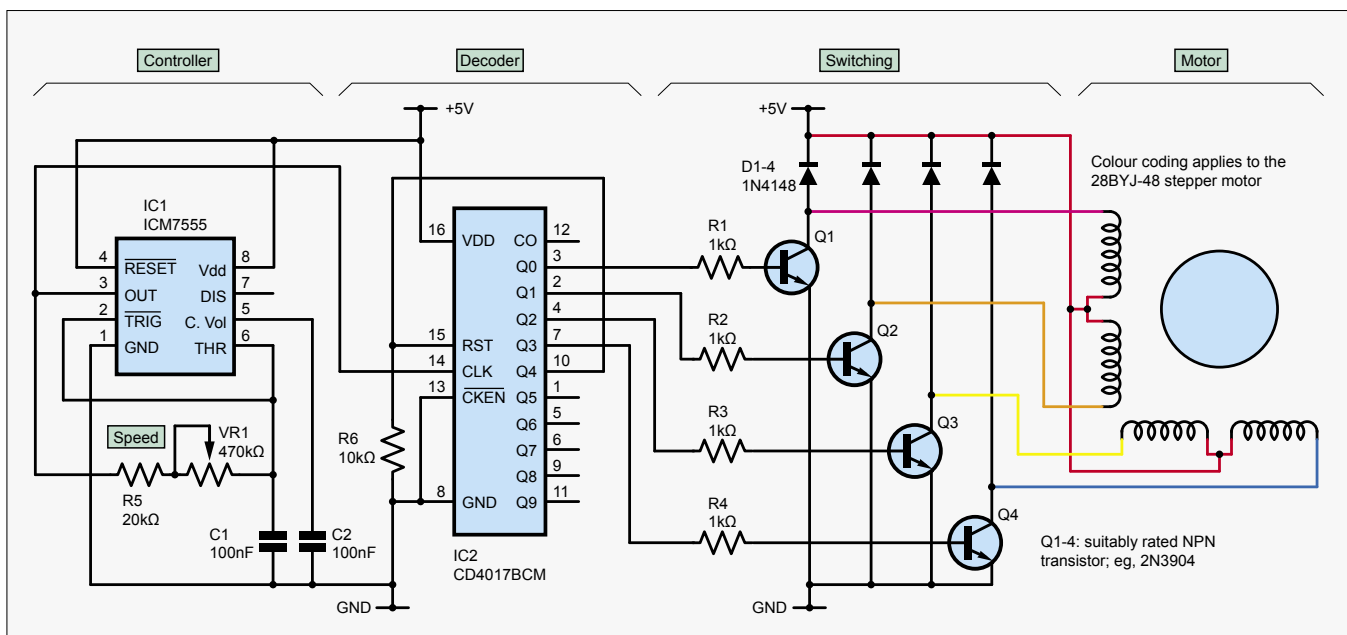 Controller
Decoder
Switching
Motor
+5V
+5V
D1-4
1N4148
Colour coding applies to the
28BYJ-48 stepper motor
IC1
ICM7555
4
RESET
Vdd
8
3
OUT
DIS
7
2
TRIG
C. Vol
5
1
GND
THR
6
Speed
VR1
470kΩ
R5
20kΩ
C1
100nF
C2
100nF
R6
10kΩ
16
VDD
CO
12
Q0
3
Q1
2
Q2
4
15
RST
Q3
7
14
CLK
Q4
10
13
CKEN
Q5
1
Q6
5
Q7
6
Q8
9
8
GND
Q9
11
IC2
CD4017BCM
GND
R1
1kΩ
Q1
R2
1kΩ
Q2
R3
1kΩ
Q3
R4
1kΩ
Q4
GND
Q1-4: suitably rated NPN
transistor; eg, 2N3904